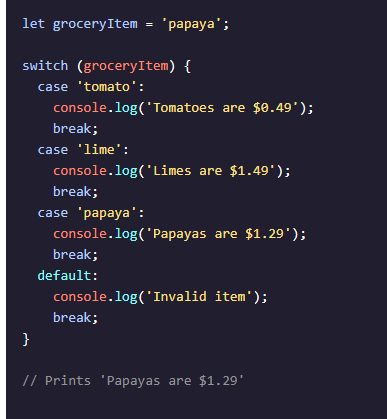 let groceryItem = 'papaya';

switch (groceryItem) {
  case 'tomato':
    console.log('Tomatoes are $0.49');
    break;
  case 'lime':
    console.log('Limes are $1.49');
    break;
  case 'papaya':
    console.log('Papayas are $1.29');
    break;
  default:
    console.log('Invalid item');
    break;
}

// Prints 'Papayas are $1.29'